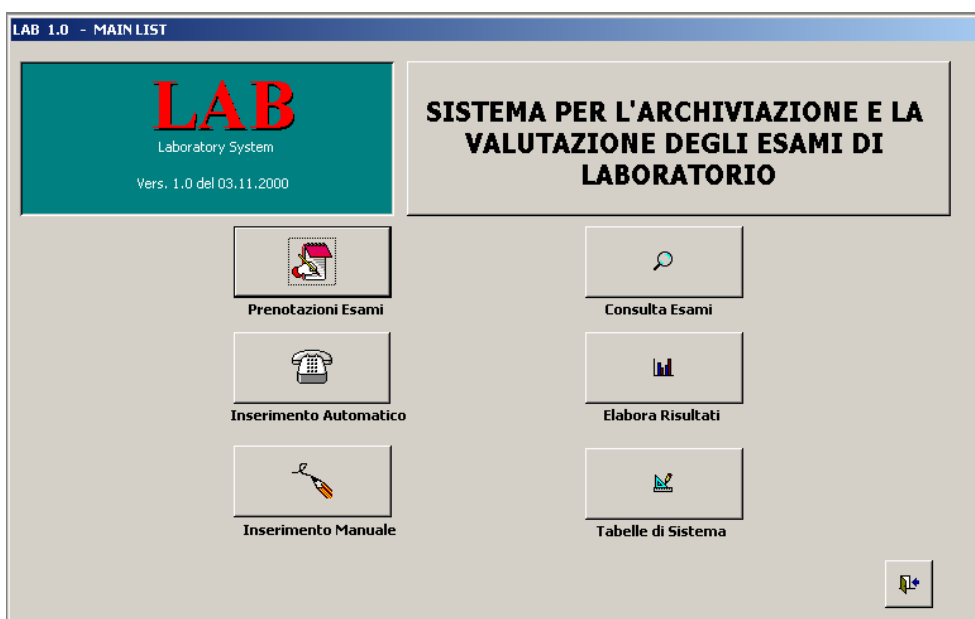 LAB 1.0 - MAIN LIST
LAB
Laboratory System
Vers. 1.0 del 03.11.2000
SISTEMA PER L'ARCHIVIAZIONE E LA
VALUTAZIONE DEGLI ESAMI DI
LABORATORIO
Prenotazioni Esami
Consulta Esami
Inserimento Automatico
Elabora Risultati
Inserimento Manuale
Tabelle di Sistema